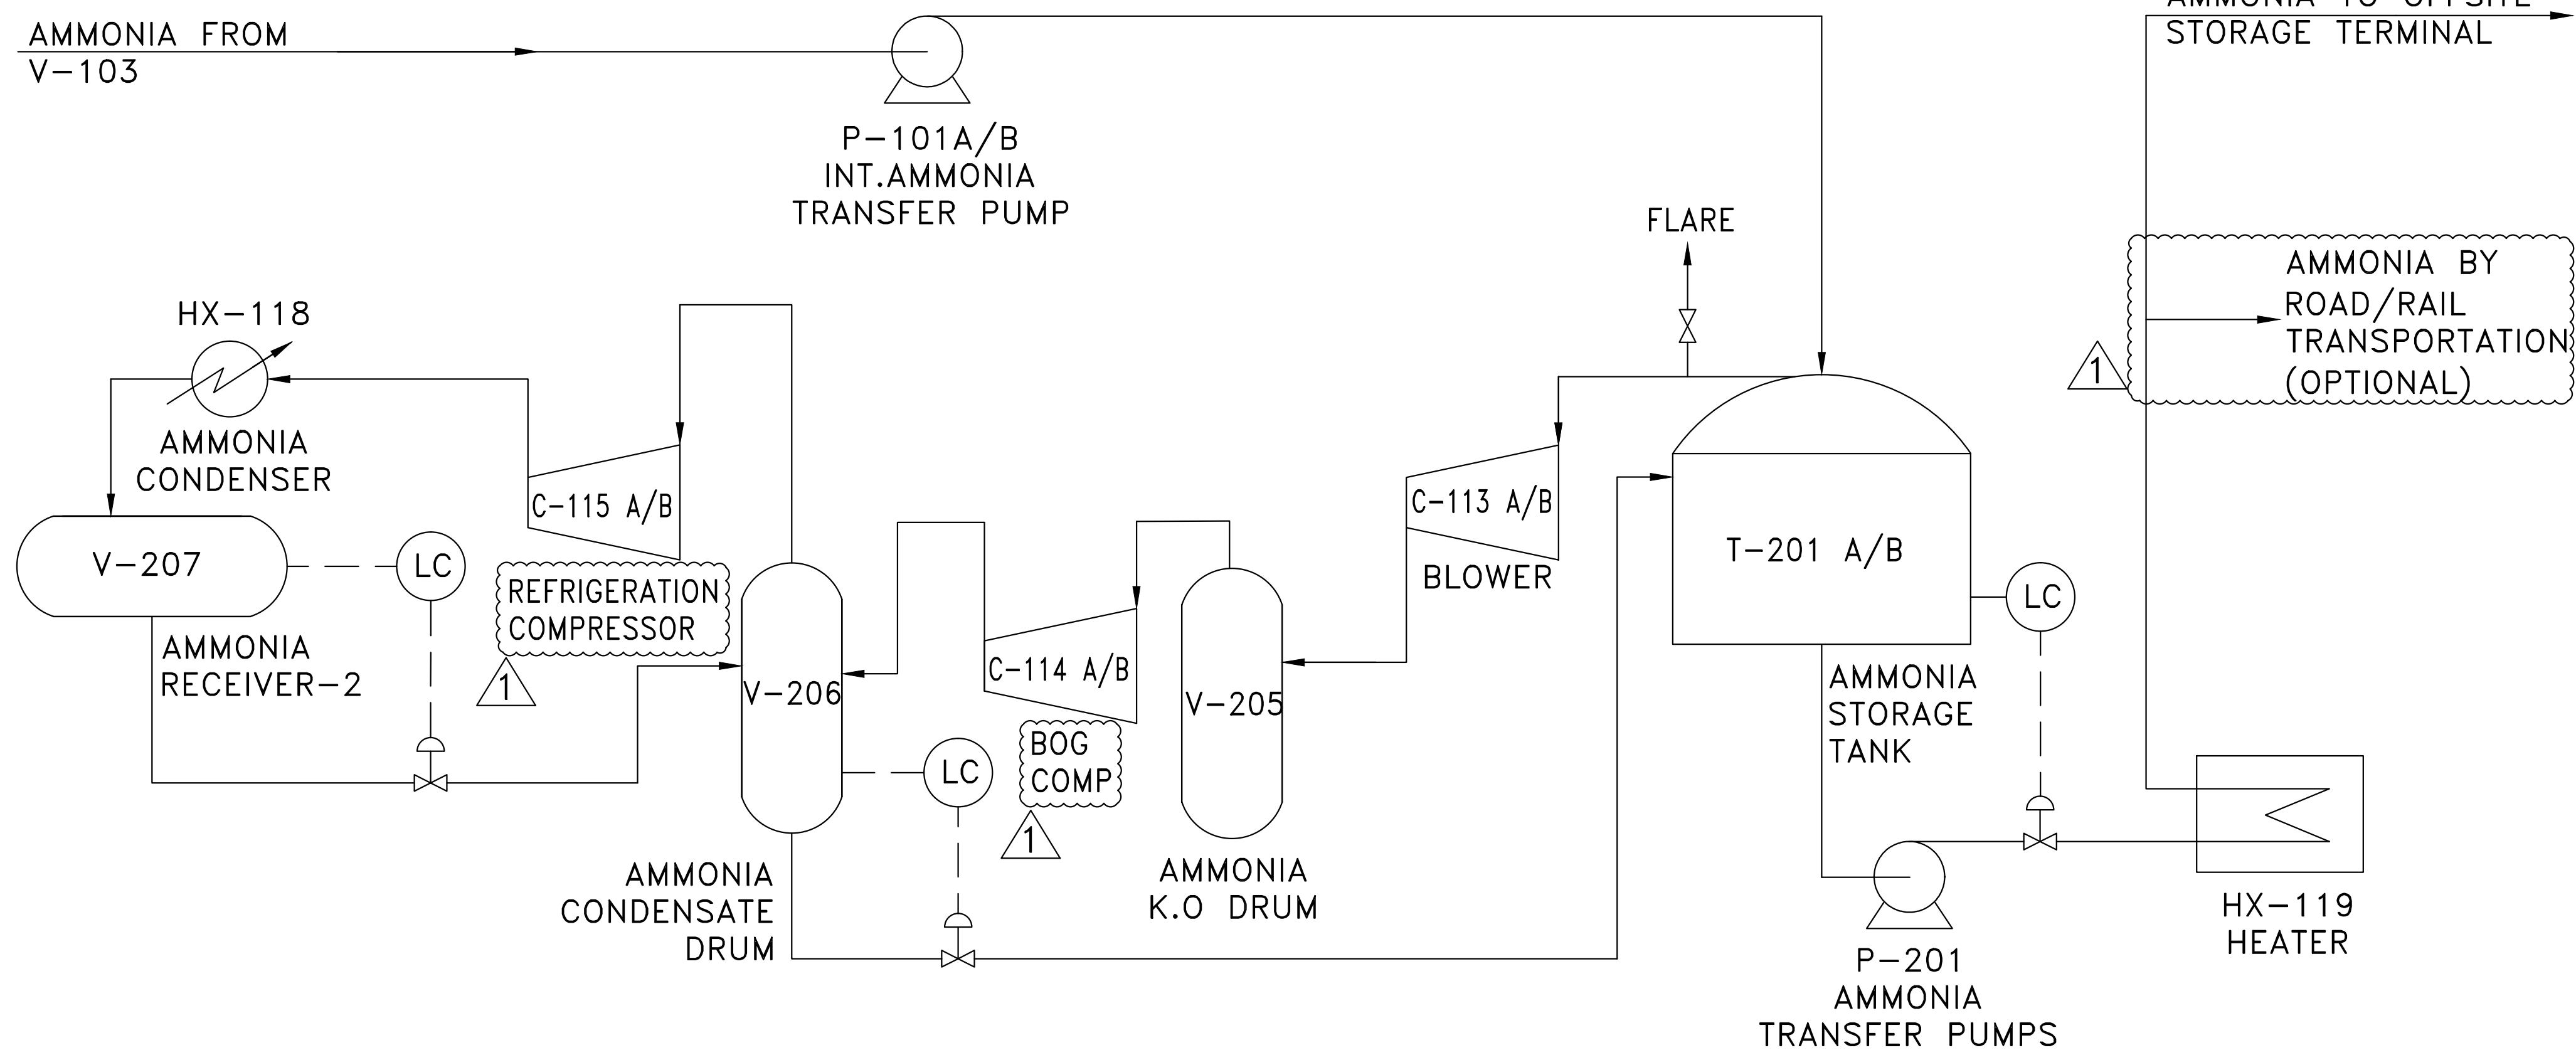 AMMONIA FROM
V-103
P-101A/B
INT.AMMONIA
TRANSFER PUMP
AMMONIA TO OFFSITE
STORAGE TERMINAL
FLARE
AMMONIA BY
ROAD/RAIL
TRANSPORTATION
(OPTIONAL)
1
HX-118
AMMONIA
CONDENSER
C-115 A/B
REFRIGERATION
COMPRESSOR
1
V-207
LC
AMMONIA
RECEIVER-2
V-206
AMMONIA
CONDENSATE
DRUM
LC
C-114 A/B
BOG
COMP
1
V-205
AMMONIA
K.O DRUM
C-113 A/B
BLOWER
T-201 A/B
AMMONIA
STORAGE
TANK
LC
P-201
AMMONIA
TRANSFER PUMPS
HX-119
HEATER